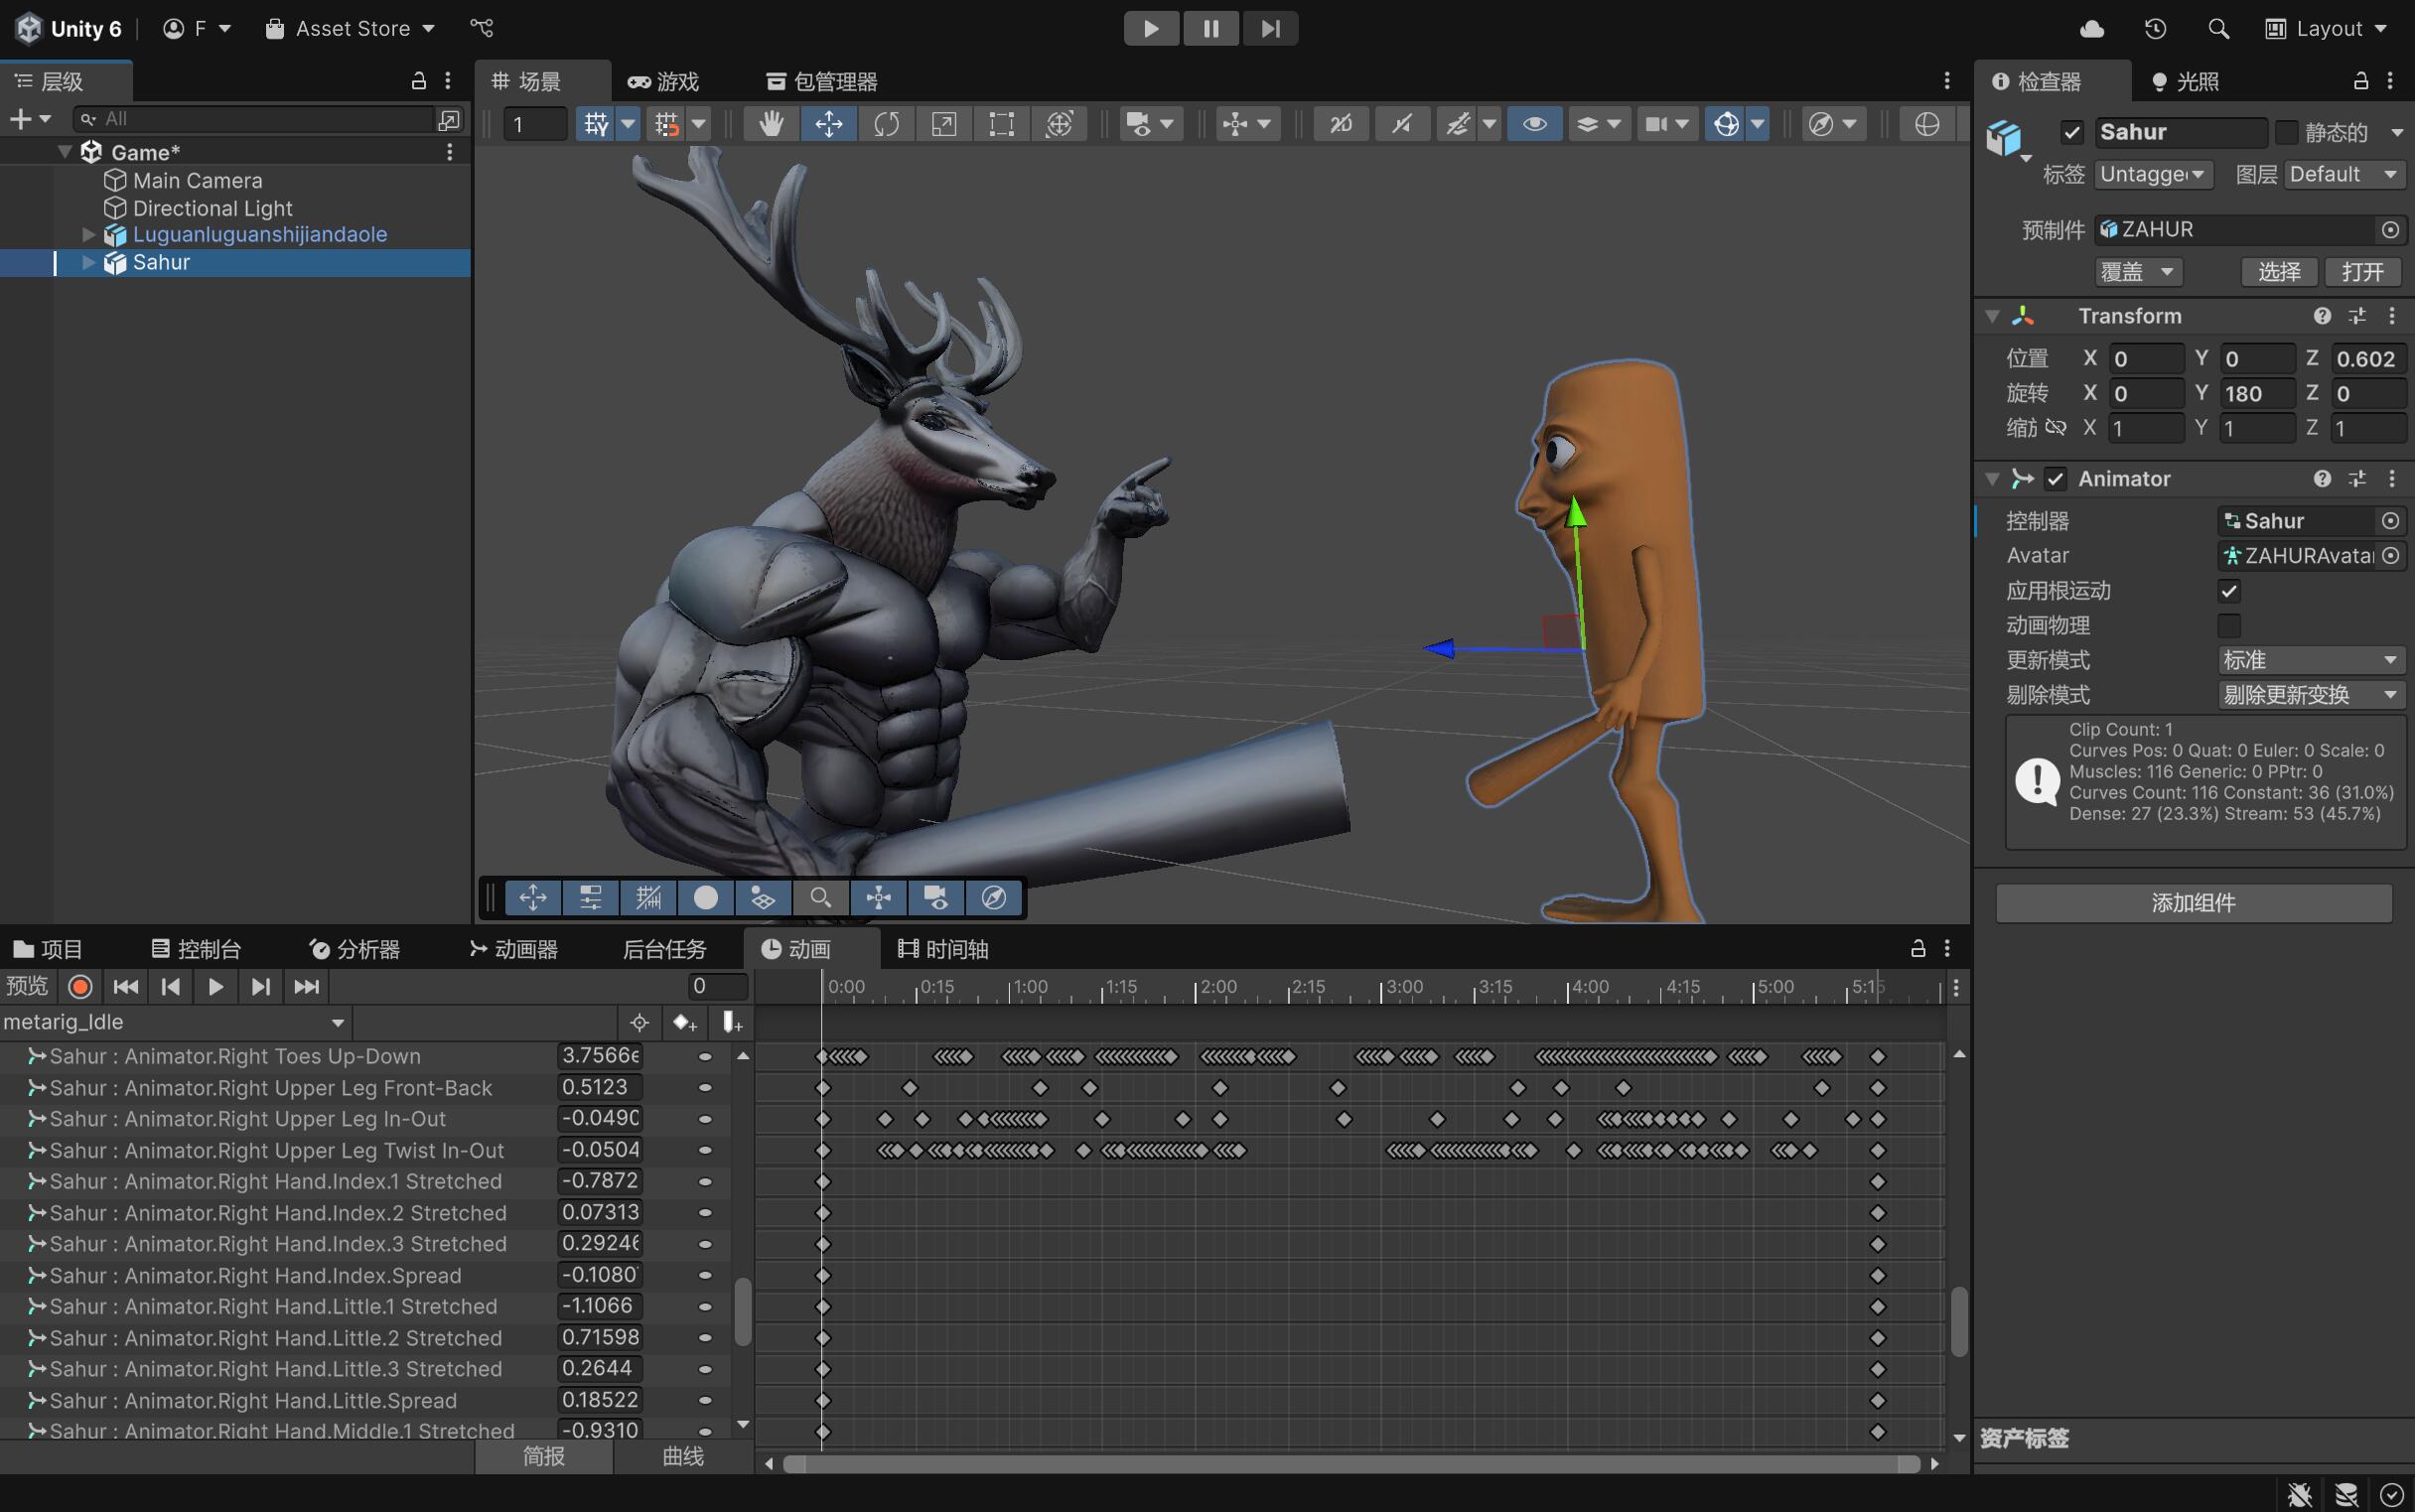 Unity 6 F Asset Store Layout
层级
All
Game*
Main Camera
Directional Light
Luguanluguanshijiandaole
Sahur
场景 游戏 包管理器
1 2D
检查器 光照
Sahur 静态的
标签 Untagge 图层 Default
预制件 ZAHUR
覆盖 选择 打开
Transform
位置 X 0 Y 0 Z 0.602
旋转 X 0 Y 180 Z 0
缩放 X 1 Y 1 Z 1
Animator
控制器 Sahur
Avatar ZAHURAvatar
应用根运动
动画物理
更新模式 标准
剔除模式 剔除更新变换
Clip Count: 1
Curves Pos: 0 Quat: 0 Euler: 0 Scale: 0
Muscles: 116 Generic: 0 PPtr: 0
Curves Count: 116 Constant: 36 (31.0%)
Dense: 27 (23.3%) Stream: 53 (45.7%)
添加组件
资产标签
项目 控制台 分析器 动画器 后台任务 动画 时间轴
预览 0
0:00 0:15 1:00 1:15 2:00 2:15 3:00 3:15 4:00 4:15 5:00 5:15
metarig_Idle
Sahur : Animator.Right Toes Up-Down 3.7566e
Sahur : Animator.Right Upper Leg Front-Back 0.5123
Sahur : Animator.Right Upper Leg In-Out -0.0490
Sahur : Animator.Right Upper Leg Twist In-Out -0.0504
Sahur : Animator.Right Hand.Index.1 Stretched -0.7872
Sahur : Animator.Right Hand.Index.2 Stretched 0.07313
Sahur : Animator.Right Hand.Index.3 Stretched 0.29246
Sahur : Animator.Right Hand.Index.Spread -0.1080
Sahur : Animator.Right Hand.Little.1 Stretched -1.1066
Sahur : Animator.Right Hand.Little.2 Stretched 0.71598
Sahur : Animator.Right Hand.Little.3 Stretched 0.2644
Sahur : Animator.Right Hand.Little.Spread 0.18522
Sahur : Animator.Right Hand.Middle.1 Stretched -0.9310
简报 曲线